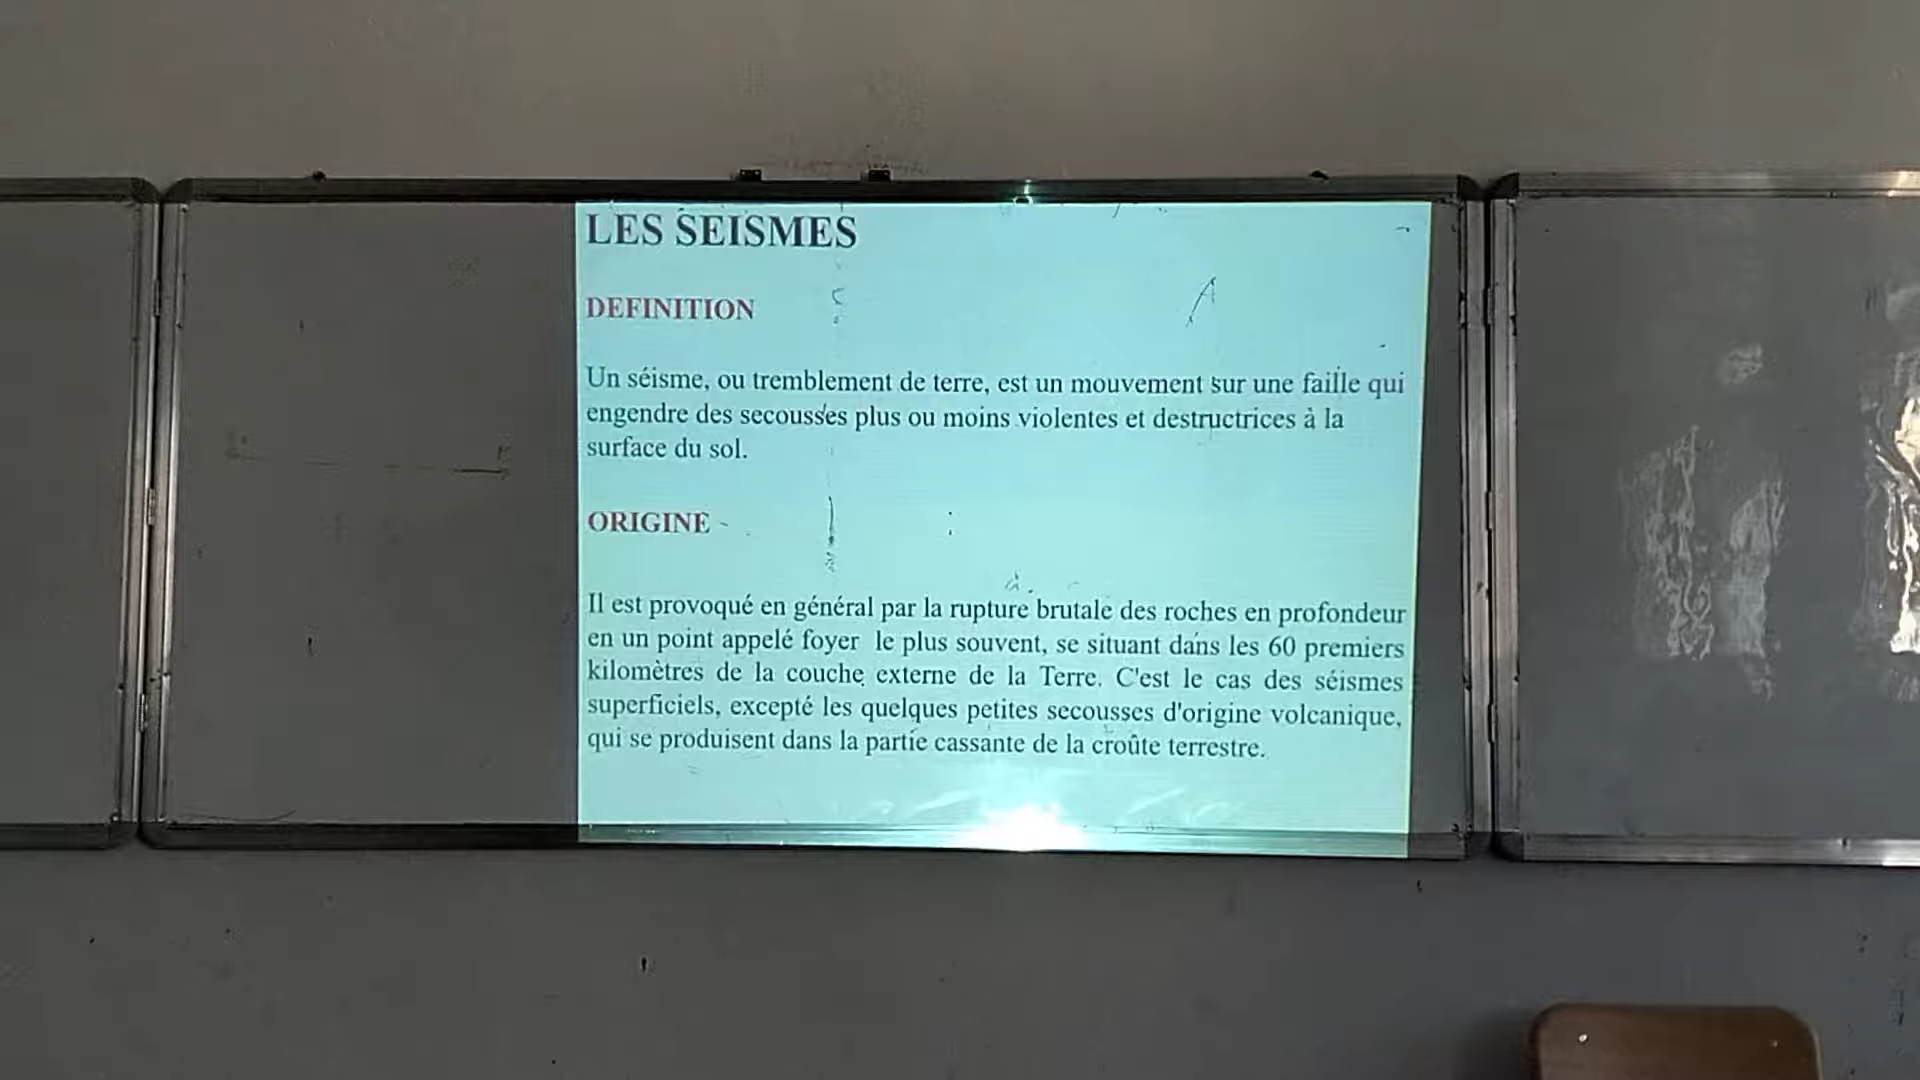 LES SEISMES
DEFINITION
Un séisme, ou tremblement de terre, est un mouvement sur une faille qui
engendre des secousses plus ou moins violentes et destructrices à la
surface du sol.
ORIGINE
Il est provoqué en général par la rupture brutale des roches en profondeur
en un point appelé foyer le plus souvent, se situant dans les 60 premiers
kilomètres de la couche externe de la Terre. C'est le cas des séismes
superficiels, excepté les quelques petites secousses d'origine volcanique,
qui se produisent dans la partie cassante de la croûte terrestre.